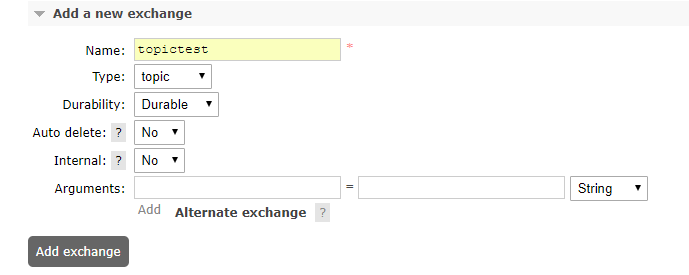 Add a new exchange
Name: topictest *
Type: topic
Durability: Durable
Auto delete: ? No
Internal: ? No
Arguments: = String
Add Alternate exchange ?
Add exchange